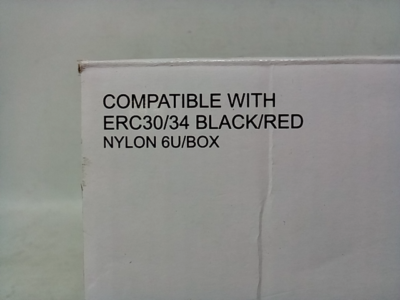 COMPATIBLE WITH
ERC30/34 BLACK/RED
NYLON 6U/BOX